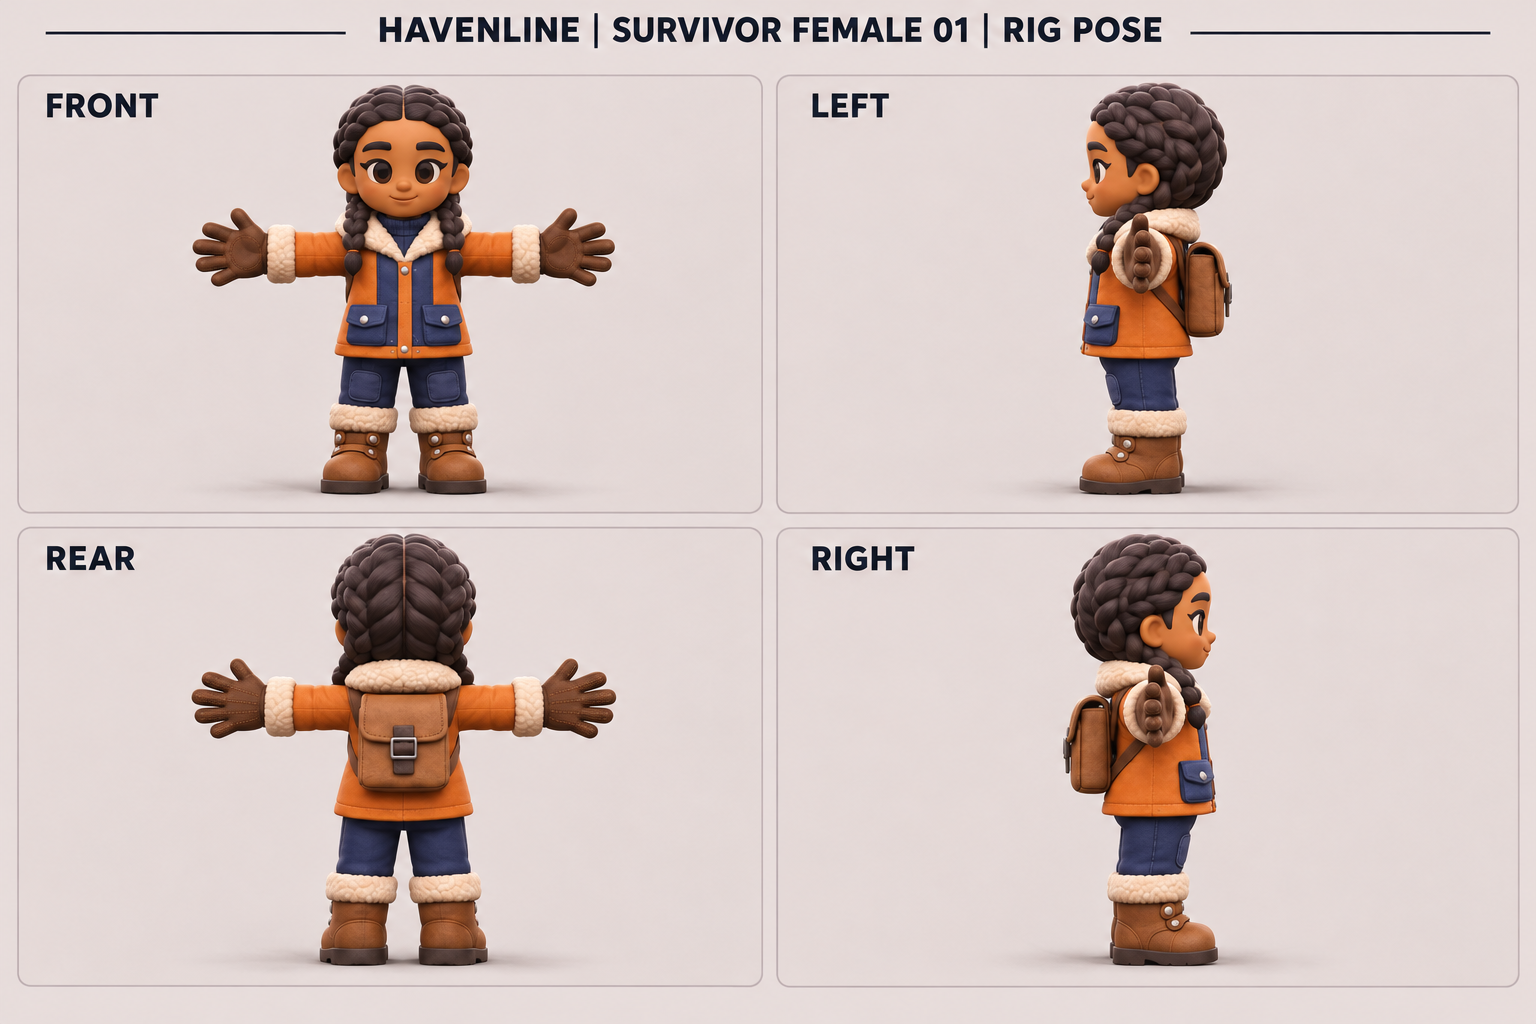 HAVENLINE | SURVIVOR FEMALE 01 | RIG POSE
FRONT
LEFT
REAR
RIGHT